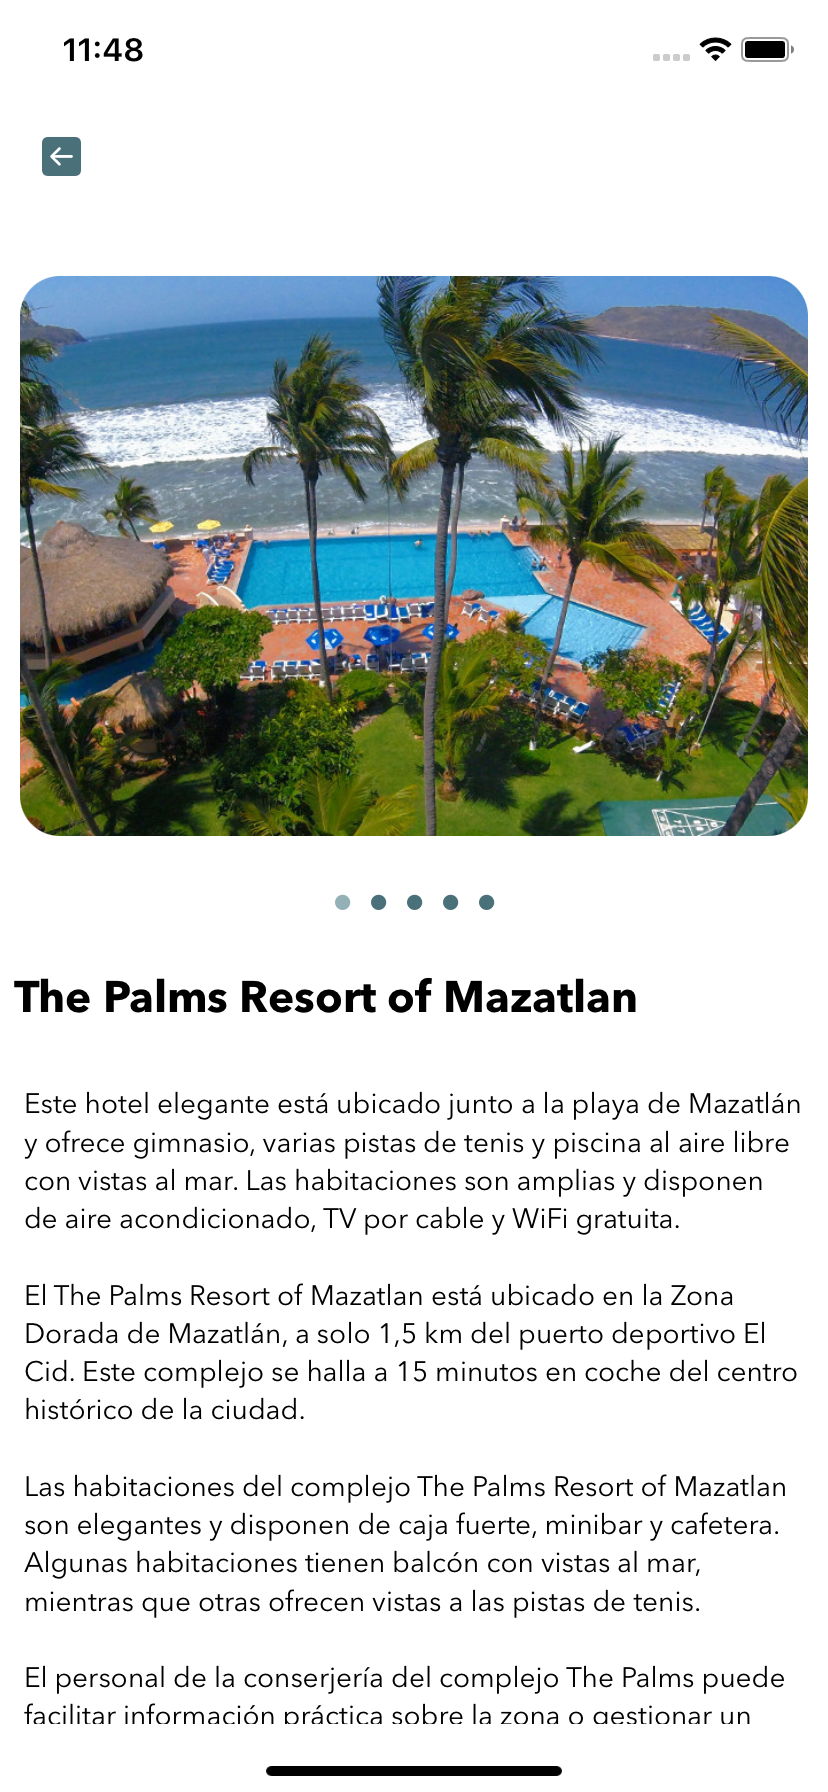 11:48
The Palms Resort of Mazatlan
Este hotel elegante está ubicado junto a la playa de Mazatlán
y ofrece gimnasio, varias pistas de tenis y piscina al aire libre
con vistas al mar. Las habitaciones son amplias y disponen
de aire acondicionado, TV por cable y WiFi gratuita.
El The Palms Resort of Mazatlan está ubicado en la Zona
Dorada de Mazatlán, a solo 1,5 km del puerto deportivo El
Cid. Este complejo se halla a 15 minutos en coche del centro
histórico de la ciudad.
Las habitaciones del complejo The Palms Resort of Mazatlan
son elegantes y disponen de caja fuerte, minibar y cafetera.
Algunas habitaciones tienen balcón con vistas al mar,
mientras que otras ofrecen vistas a las pistas de tenis.
El personal de la conserjería del complejo The Palms puede
facilitar información práctica sobre la zona o gestionar un